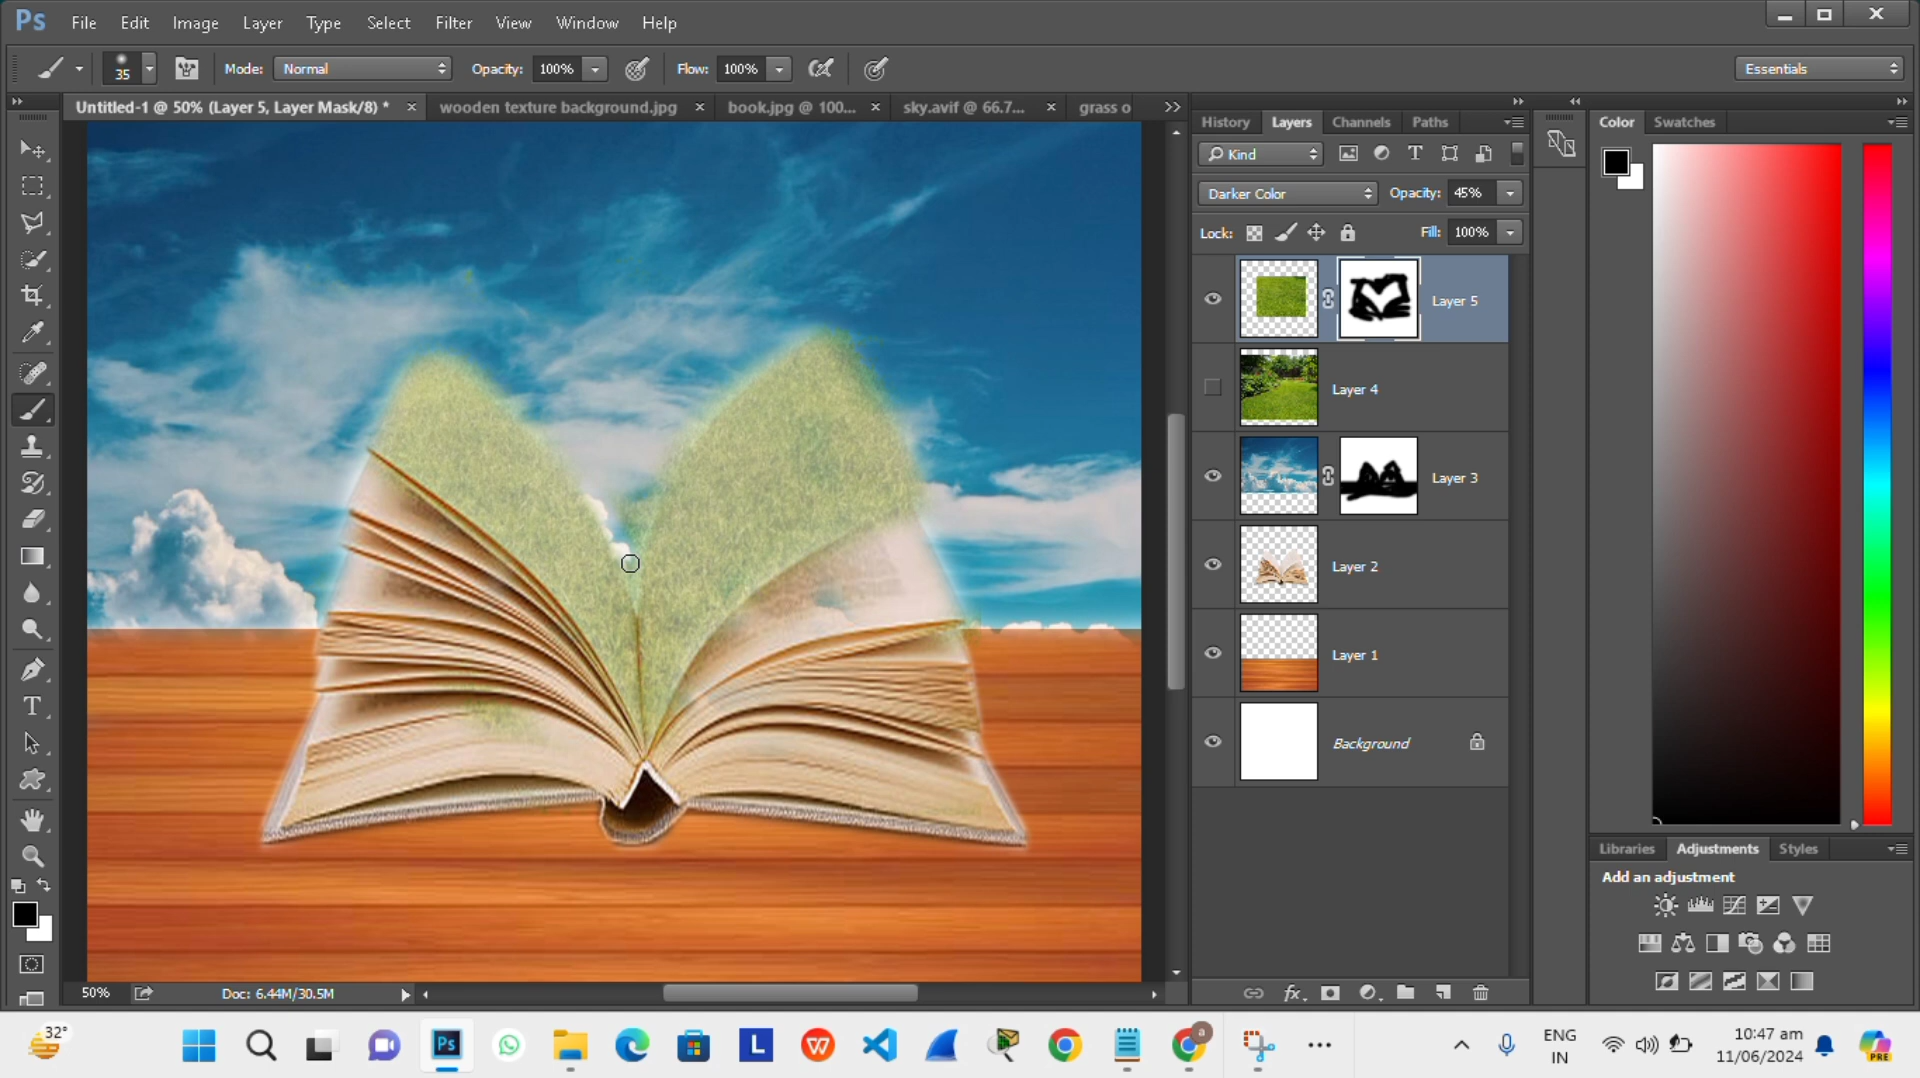 Ps File Edit Image Layer Type Select Filter View Window Help
35 Mode: Normal Opacity: 100% Flow: 100% Essentials
Untitled-1 @ 50% (Layer 5, Layer Mask/8) * × wooden texture background.jpg × book.jpg @ 100... × sky.avif @ 66.7... × grass o
History Layers Channels Paths
Kind
Darker Color Opacity: 45%
Lock: Fill: 100%
Layer 5
Layer 4
Layer 3
Layer 2
Layer 1
Background
Color Swatches
Libraries Adjustments Styles
Add an adjustment
50% Doc: 6.44M/30.5M
32°
ENG
IN
10:47 am
11/06/2024
PRE